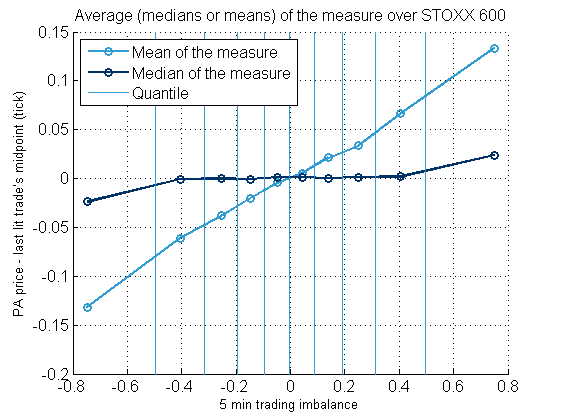 Average (medians or means) of the measure over STOXX 600
0.15
0.1
0.05
0
-0.05
-0.1
-0.15
-0.2
PA price - last lit trade's midpoint (tick)
Mean of the measure
Median of the measure
Quantile
-0.8 -0.6 -0.4 -0.2 0 0.2 0.4 0.6 0.8
5 min trading imbalance